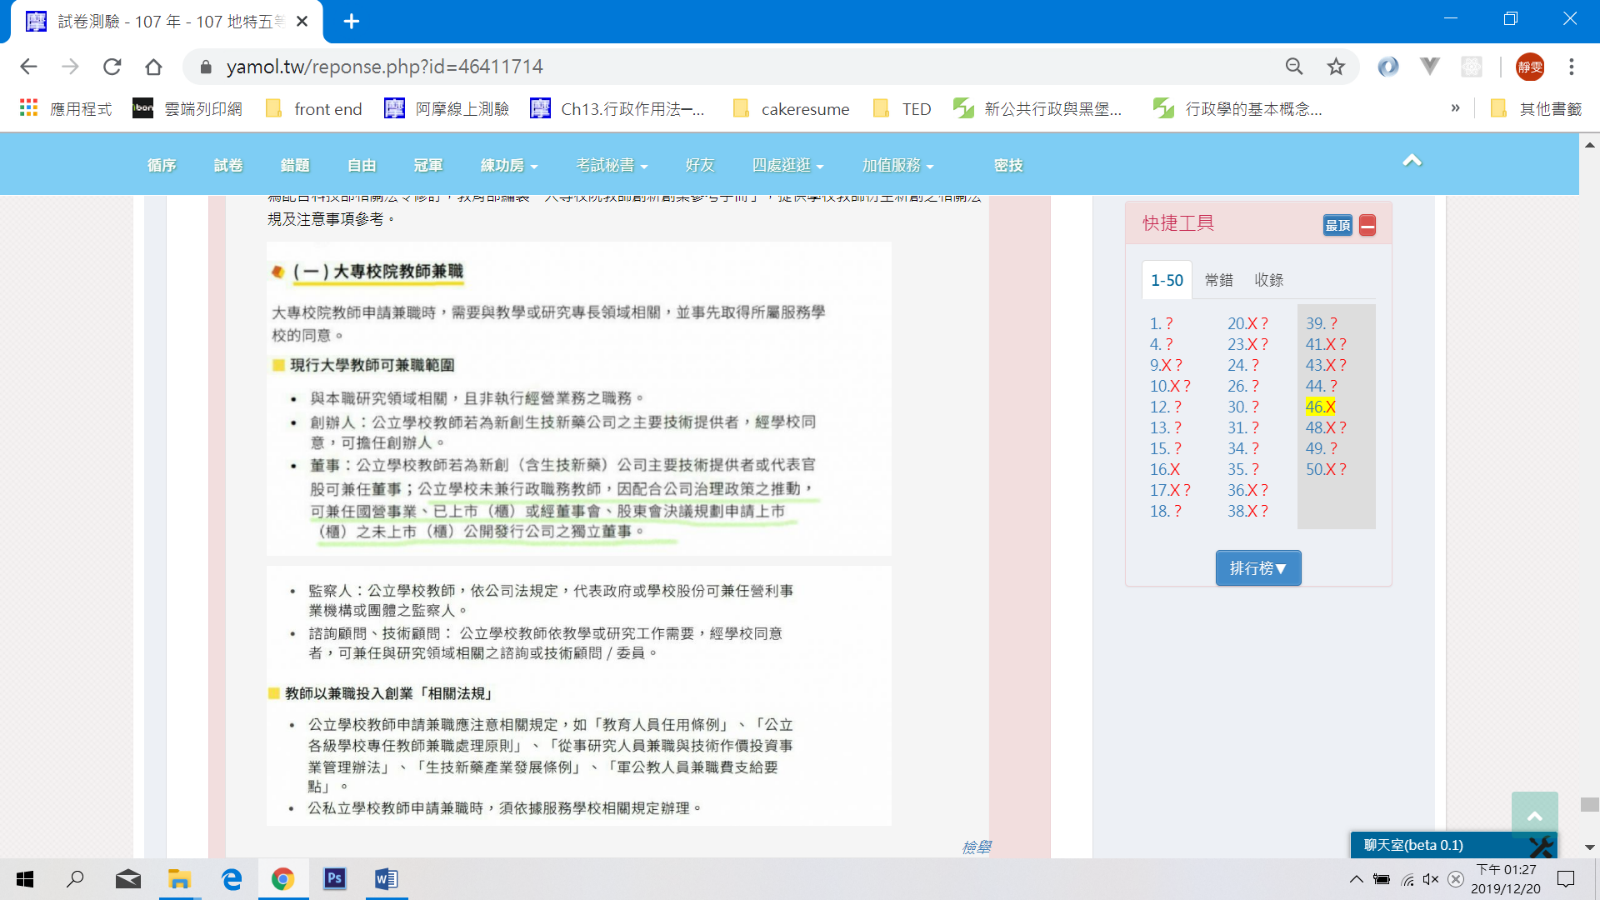 試卷測驗 - 107 年 - 107 地特五等
yamol.tw/reponse.php?id=46411714
靜雯
應用程式
ibon
雲端列印網
front end
阿摩線上測驗
Ch13.行政作用法一...
cakeresume
TED
新公共行政與黑堡...
行政學的基本概念...
»
其他書籤
循序
試卷
錯題
自由
冠軍
練功房
考試秘書
好友
四處逛逛
加值服務
密技
規及注意事項參考。
(一) 大專校院教師兼職
大專校院教師申請兼職時，需要與教學或研究專長領域相關，並事先取得所屬服務學
校的同意。
現行大學教師可兼職範圍
• 與本職研究領域相關，且非執行經營業務之職務。
• 創辦人：公立學校教師若為新創生技新藥公司之主要技術提供者，經學校同
意，可擔任創辦人。
• 董事：公立學校教師若為新創（含生技新藥）公司主要技術提供者或代表官
股可兼任董事；公立學校未兼行政職務教師，因配合公司治理政策之推動，
可兼任國營事業、已上市（櫃）或經董事會、股東會決議規劃申請上市
（櫃）之未上市（櫃）公開發行公司之獨立董事。
• 監察人：公立學校教師，依公司法規定，代表政府或學校股份可兼任營利事
業機構或團體之監察人。
• 諮詢顧問、技術顧問： 公立學校教師依教學或研究工作需要，經學校同意
者，可兼任與研究領域相關之諮詢或技術顧問 / 委員。
教師以兼職投入創業「相關法規」
• 公立學校教師申請兼職應注意相關規定，如「教育人員任用條例」、「公立
各級學校專任教師兼職處理原則」、「從事研究人員兼職與技術作價投資事
業管理辦法」、「生技新藥產業發展條例」、「軍公教人員兼職費支給要
點」。
• 公私立學校教師申請兼職時，須依據服務學校相關規定辦理。
檢舉
快捷工具
最頂
1-50
常錯
收錄
1. ?
4. ?
9.X ?
10.X ?
12. ?
13. ?
15. ?
16.X
17.X ?
18. ?
20.X ?
23.X ?
24. ?
26. ?
30. ?
31. ?
34. ?
35. ?
36.X ?
38.X ?
39. ?
41.X ?
43.X ?
44. ?
46.X
48.X ?
49. ?
50.X ?
排行榜▼
聊天室(beta 0.1)
Ps
下午 01:27
2019/12/20